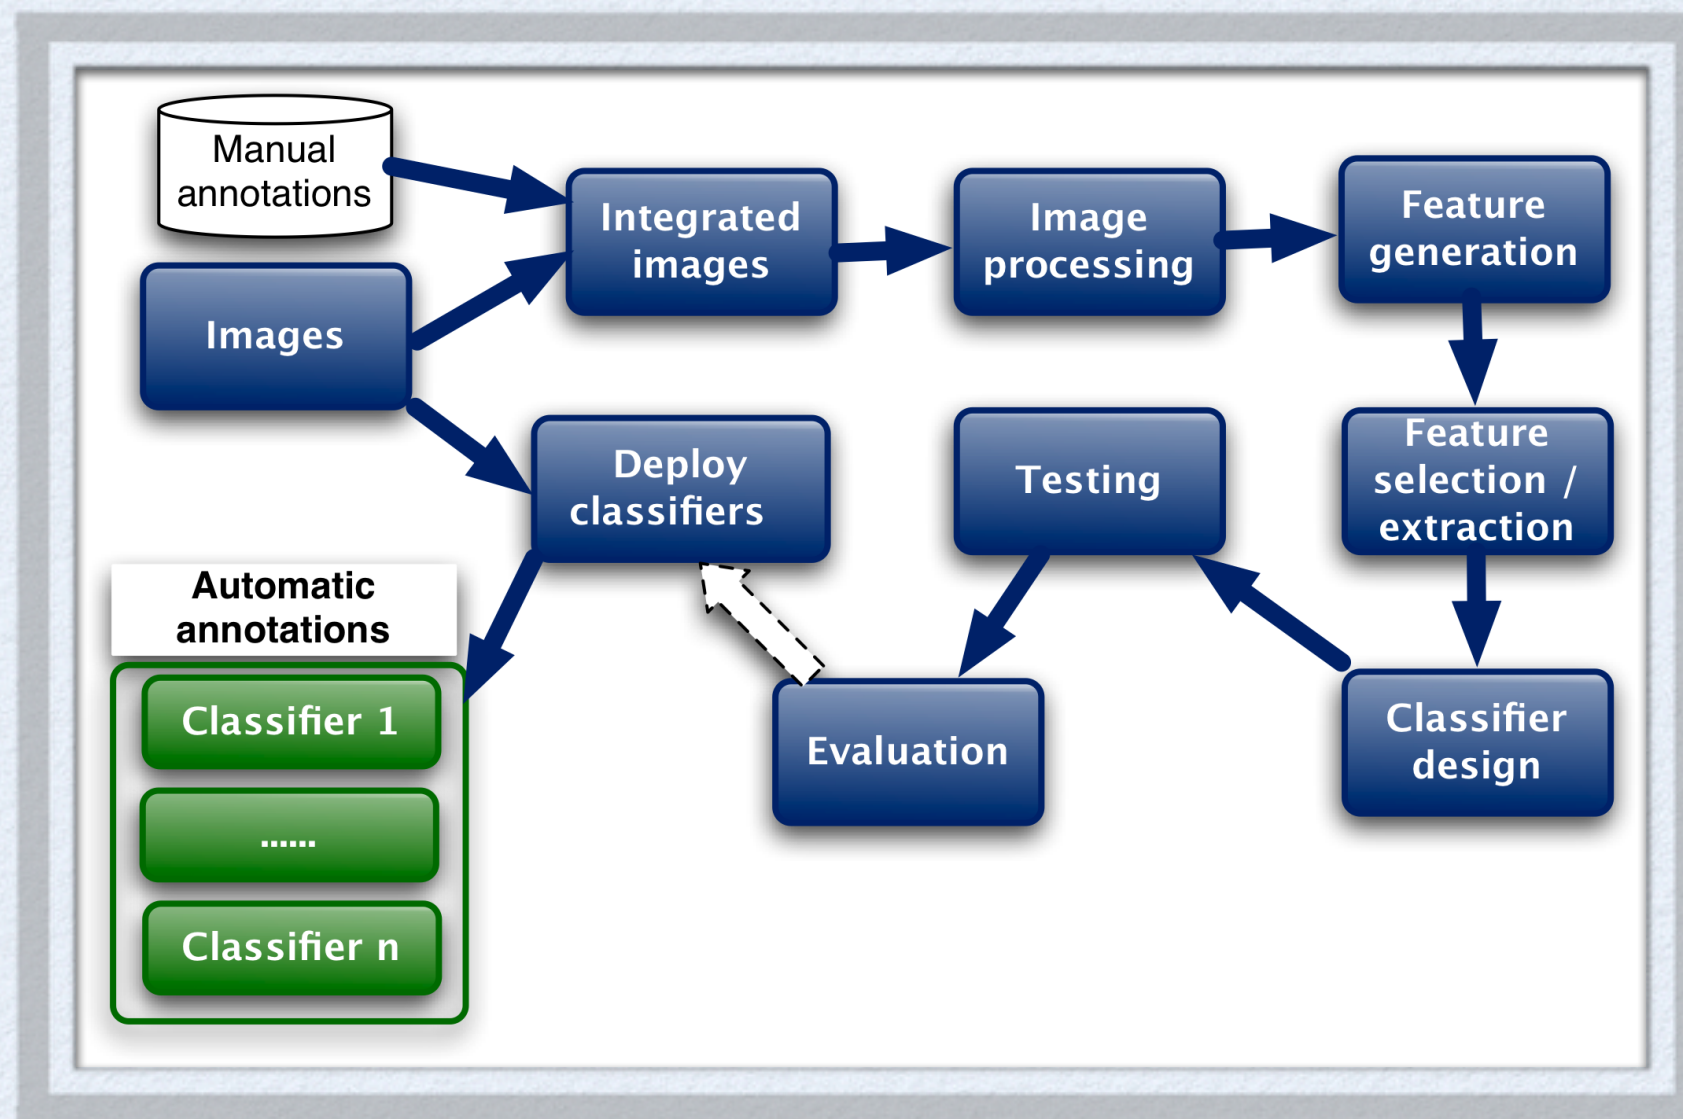 Manual
annotations
Images
Integrated
images
Image
processing
Feature
generation
Feature
selection /
extraction
Classifier
design
Testing
Evaluation
Deploy
classifiers
Automatic
annotations
Classifier 1
......
Classifier n